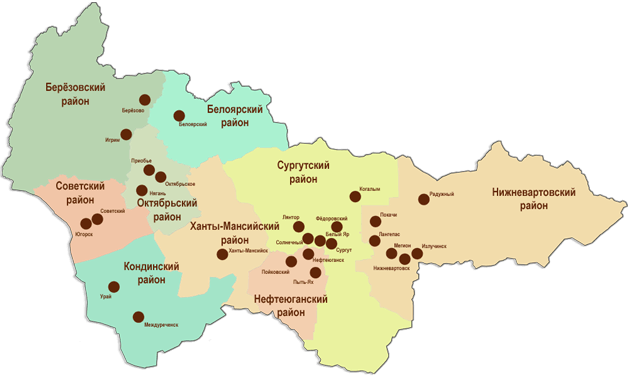 Берёзовский
район
Берёзово
Белоярский
Белоярский
район
Игрим
Приобье
Октябрьское
Нягань
Октябрьский
район
Советский
район
Советский
Югорск
Сургутский
район
Когалым
Радужный
Нижневартовский
район
Ханты-Мансийский
район
Ханты-Мансийск
Лянтор
Фёдоровский
Покачи
Солнечный
Белый Яр
Сургут
Лангепас
Мегион
Излучинск
Нижневартовск
Нефтеюганск
Пойковский
Пыть-Ях
Нефтеюганский
район
Кондинский
район
Урай
Междуреченск